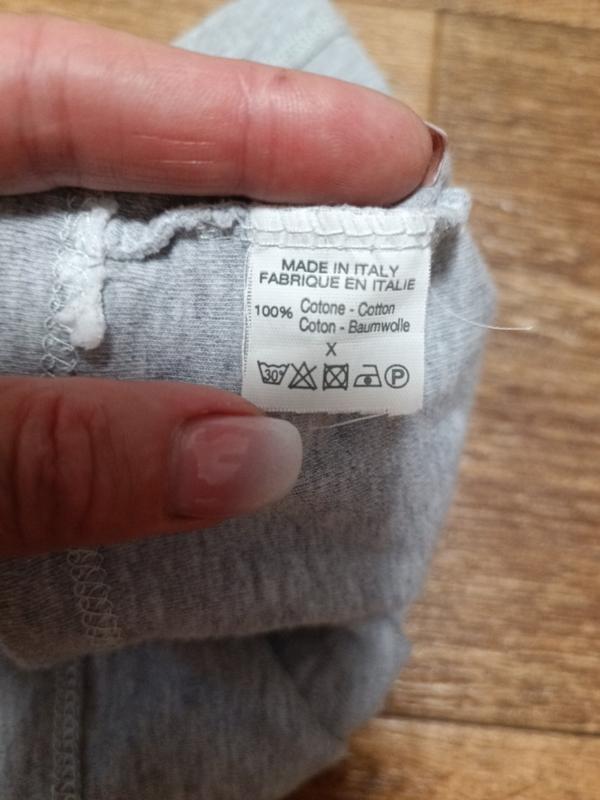 MADE IN ITALY
FABRIQUE EN ITALIE
100% Cotone - Cotton
Coton - Baumwolle
X
30° P